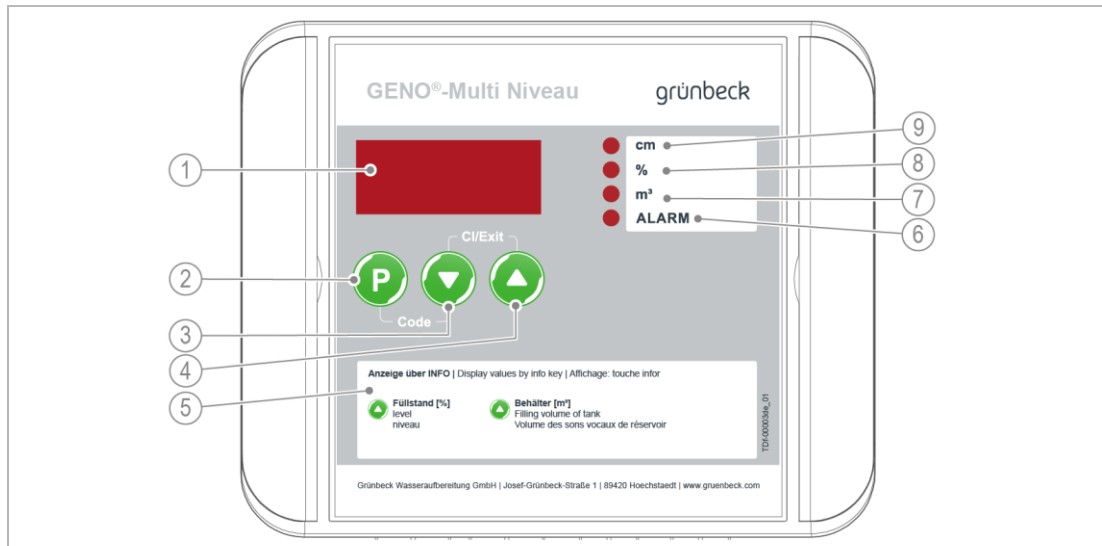 GENO®-Multi Niveau
grünbeck
cm
%
m³
ALARM
Cl/Exit
P
Code
Anzeige über INFO | Display values by info key | Affichage: touche infor
Füllstand [%]
level
niveau
Behälter [m³]
Filling volume of tank
Volume des sons vocaux de réservoir
TDf-00003de_01
Grünbeck Wasseraufbereitung GmbH | Josef-Grünbeck-Straße 1 | 89420 Hoechstaedt | www.gruenbeck.com
1
2
3
4
5
9
8
7
6